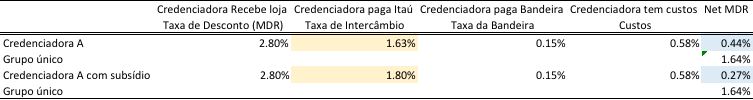 Credenciadora Recebe loja Credenciadora paga Itaú Credenciadora paga Bandeira Credenciadora tem custos Net MDR
Taxa de Desconto (MDR) Taxa de Intercâmbio Taxa da Bandeira Custos
Credenciadora A 2.80% 1.63% 0.15% 0.58% 0.44%
Grupo único 1.64%
Credenciadora A com subsídio 2.80% 1.80% 0.15% 0.58% 0.27%
Grupo único 1.64%